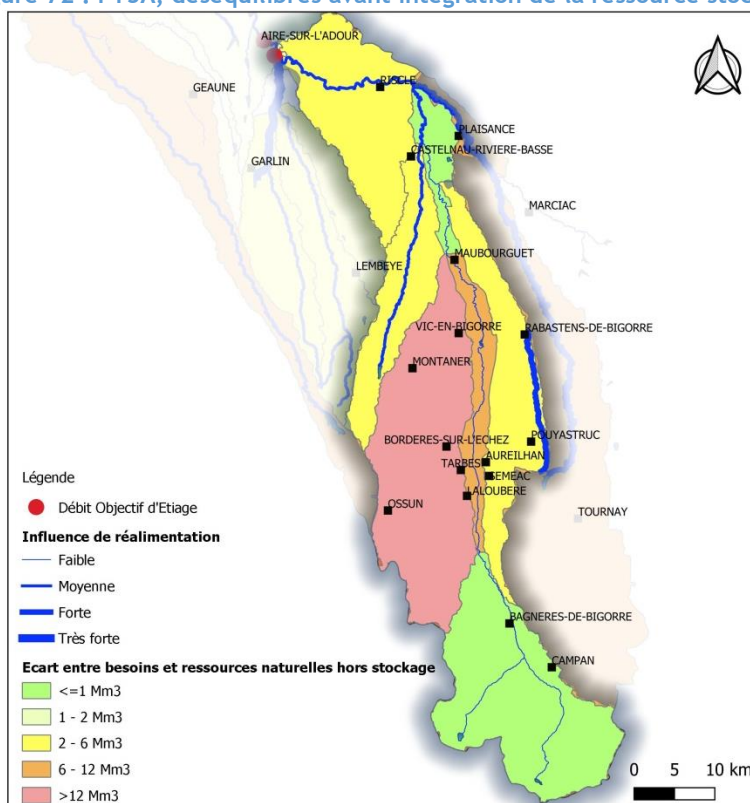 AIRE-SUR-L'ADOUR
GEAUNE
RISCLE
PLAISANCE
CASTELNAU-RIVIERE-BASSE
GARLIN
MARCIAC
MAUBOURGUET
LEMBEYE
VIC-EN-BIGORRE
RABASTENS-DE-BIGORRE
MONTANER
BORDERES-SUR-L'ECHEZ
POUYASTRUC
AUREILHAN
TARBES
SEMEAC
LALOUBERE
OSSUN
TOURNAY
BAGNERES-DE-BIGORRE
CAMPAN
Légende
Débit Objectif d'Etiage
Influence de réalimentation
Faible
Moyenne
Forte
Très forte
Ecart entre besoins et ressources naturelles hors stockage
<=1 Mm3
1 - 2 Mm3
2 - 6 Mm3
6 - 12 Mm3
>12 Mm3
0 5 10 km